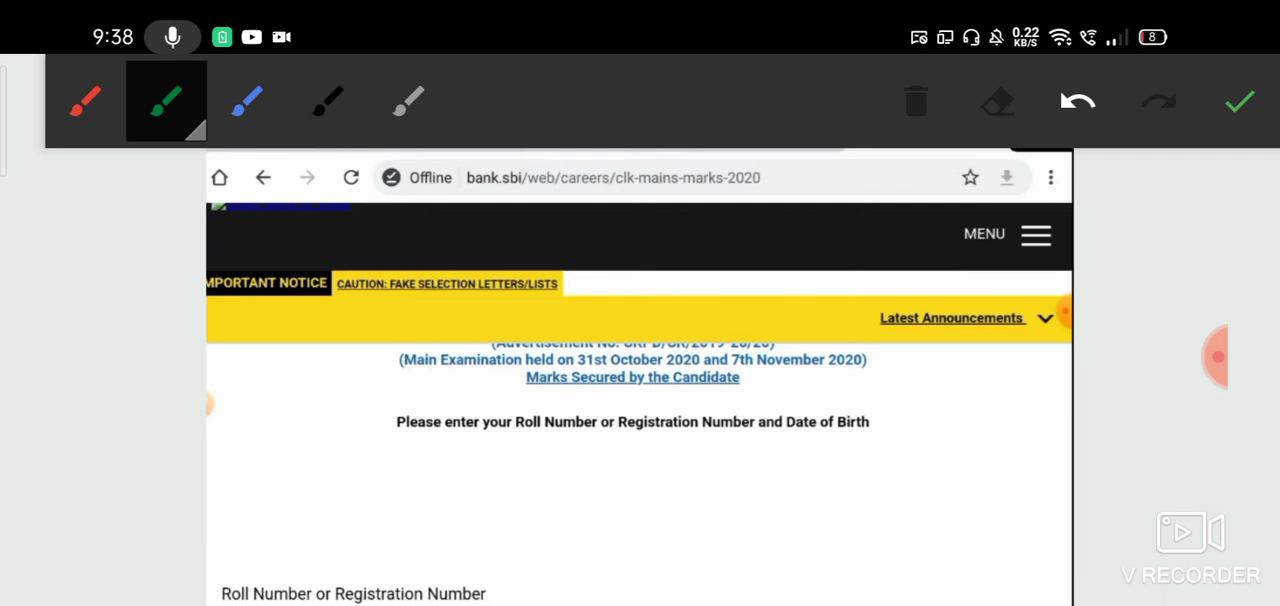 9:38
0.22
KB/S
8
Offline bank.sbi/web/careers/clk-mains-marks-2020
MENU
MPORTANT NOTICE CAUTION: FAKE SELECTION LETTERS/LISTS
Latest Announcements
(Main Examination held on 31st October 2020 and 7th November 2020)
Marks Secured by the Candidate
Please enter your Roll Number or Registration Number and Date of Birth
Roll Number or Registration Number
V RECORDER